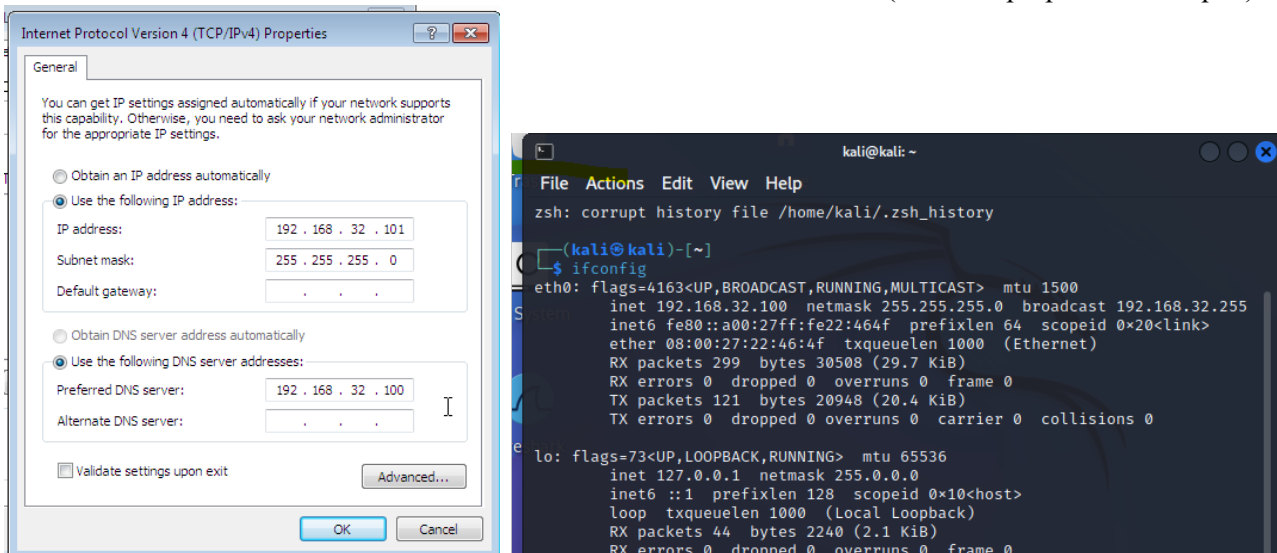 Internet Protocol Version 4 (TCP/IPv4) Properties
General
You can get IP settings assigned automatically if your network supports
this capability. Otherwise, you need to ask your network administrator
for the appropriate IP settings.
Obtain an IP address automatically
Use the following IP address:
IP address: 192 . 168 . 32 . 101
Subnet mask: 255 . 255 . 255 . 0
Default gateway: . . .
Obtain DNS server address automatically
Use the following DNS server addresses:
Preferred DNS server: 192 . 168 . 32 . 100
Alternate DNS server: . . .
Validate settings upon exit
Advanced...
OK Cancel
kali@kali: ~
File Actions Edit View Help
zsh: corrupt history file /home/kali/.zsh_history
┌──(kali㉿kali)-[~]
└─$ ifconfig
eth0: flags=4163<UP,BROADCAST,RUNNING,MULTICAST> mtu 1500
inet 192.168.32.100 netmask 255.255.255.0 broadcast 192.168.32.255
inet6 fe80::a00:27ff:fe22:464f prefixlen 64 scopeid 0×20<link>
ether 08:00:27:22:46:4f txqueuelen 1000 (Ethernet)
RX packets 299 bytes 30508 (29.7 KiB)
RX errors 0 dropped 0 overruns 0 frame 0
TX packets 121 bytes 20948 (20.4 KiB)
TX errors 0 dropped 0 overruns 0 carrier 0 collisions 0
lo: flags=73<UP,LOOPBACK,RUNNING> mtu 65536
inet 127.0.0.1 netmask 255.0.0.0
inet6 ::1 prefixlen 128 scopeid 0×10<host>
loop txqueuelen 1000 (Local Loopback)
RX packets 44 bytes 2240 (2.1 KiB)
RX errors 0 dropped 0 overruns 0 frame 0